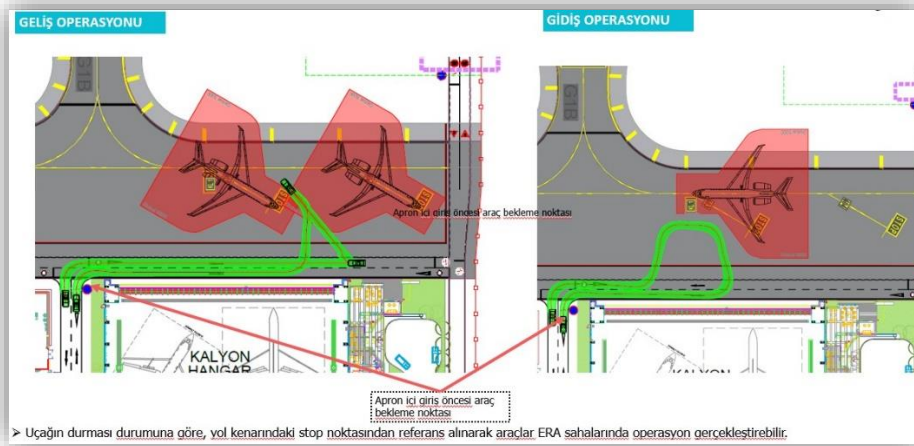 GELİŞ OPERASYONU
GİDİŞ OPERASYONU
G1B
G1B
Apron içi giriş öncesi araç bekleme noktası
KALYON
HANGAR
Apron içi giriş öncesi araç
bekleme noktası
➢ Uçağın durması durumuna göre, yol kenarındaki stop noktasından referans alınarak araçlar ERA sahalarında operasyon gerçekleştirebilir.